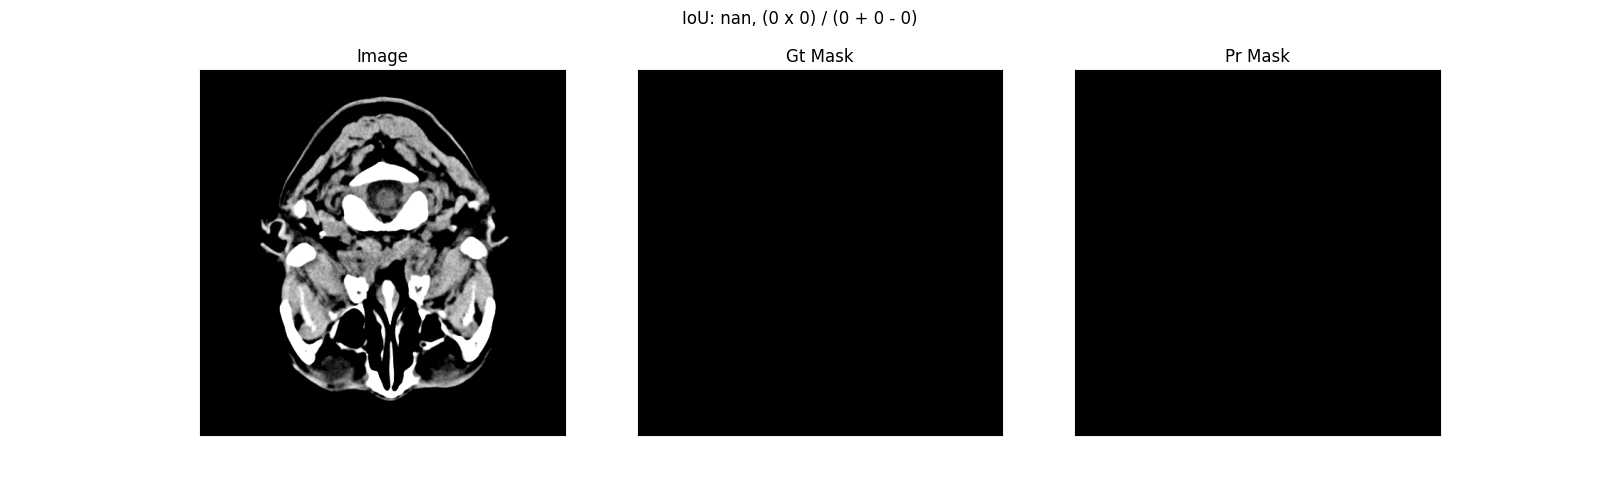 IoU: nan, (0 x 0) / (0 + 0 - 0)
Image
Gt Mask
Pr Mask